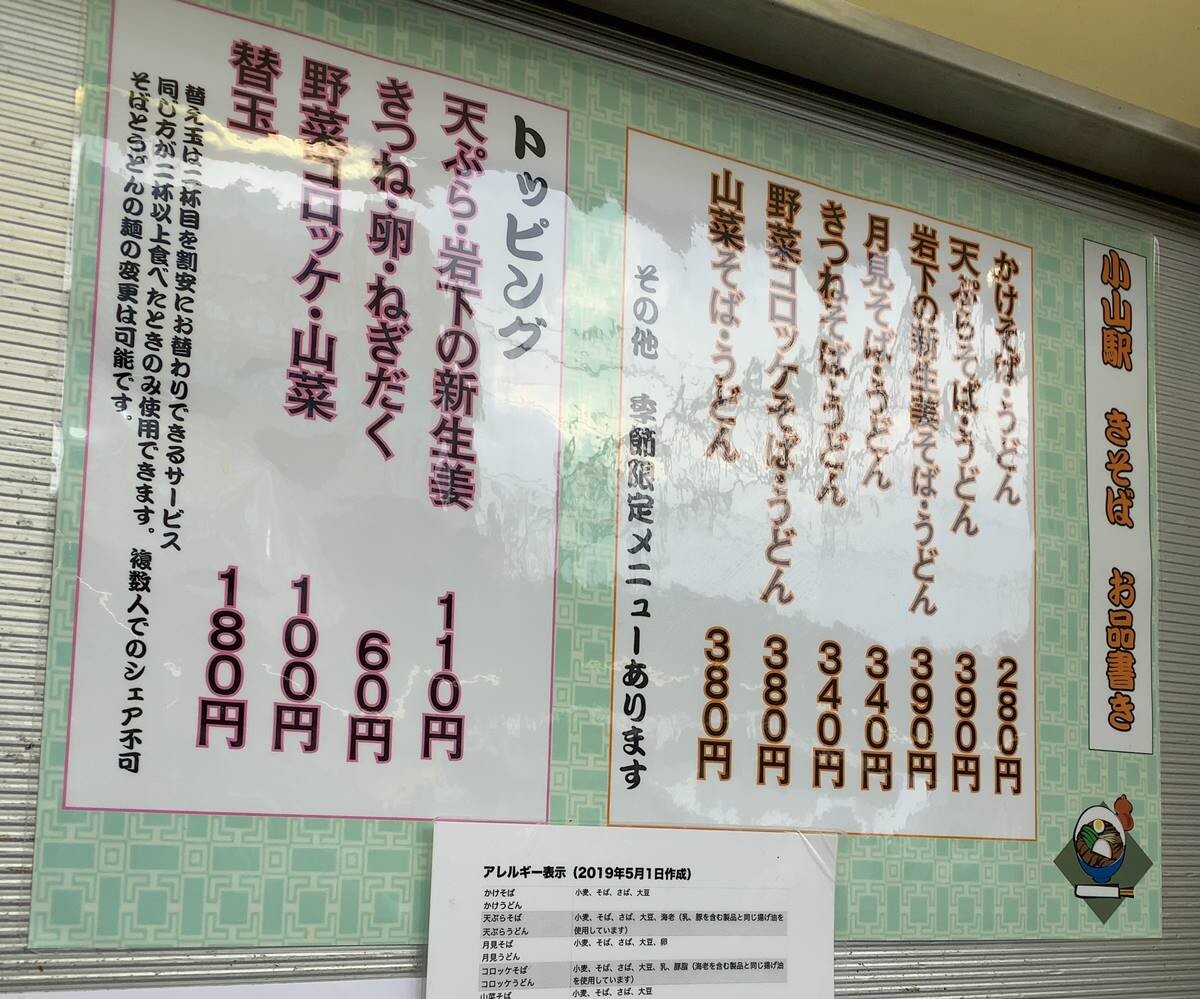 小山駅 きそば お品書き
かけそば・うどん 280円
天ぷらそば・うどん 390円
岩下の新生姜そば・うどん 390円
月見そば・うどん 340円
きつねそば・うどん 340円
野菜コロッケそば・うどん 380円
山菜そば・うどん 380円
その他 季節限定メニューあります
トッピング
天ぷら・岩下の新生姜 110円
きつね・卵・ねぎだく 60円
野菜コロッケ・山菜 100円
替玉 180円
替え玉は二杯目を割安にお替わりできるサービス
同じ方が二杯以上食べたときのみ使用できます。 複数人でのシェア不可
そばとうどんの麺の変更は可能です。
アレルギー表示（2019年5月1日作成）
かけそば 小麦、そば、さば、大豆
かけうどん
天ぷらそば 小麦、そば、さば、大豆、海老（乳、豚を含む製品と同じ揚げ油を
天ぷらうどん 使用しています）
月見そば 小麦、そば、さば、大豆、卵
月見うどん
コロッケそば 小麦、そば、さば、大豆、乳、豚脂（海老を含む製品と同じ揚げ油
コロッケうどん を使用しています）
山菜そば 小麦、そば、さば、大豆